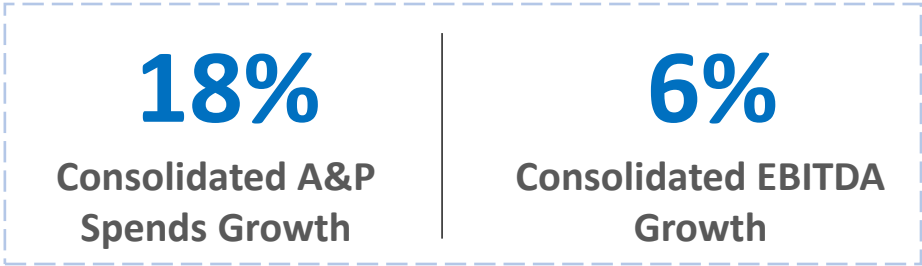 18%
Consolidated A&P
Spends Growth
6%
Consolidated EBITDA
Growth